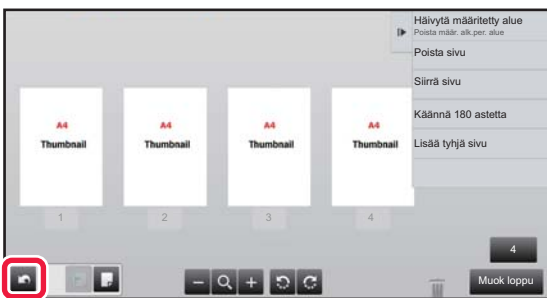 Häivytä määritetty alue
Poista määr. alk.per. alue
Poista sivu
Siirrä sivu
Käännä 180 astetta
Lisää tyhjä sivu
A4 A4 A4 A4
Thumbnail Thumbnail Thumbnail Thumbnail
1 2 3 4
4
Muok loppu